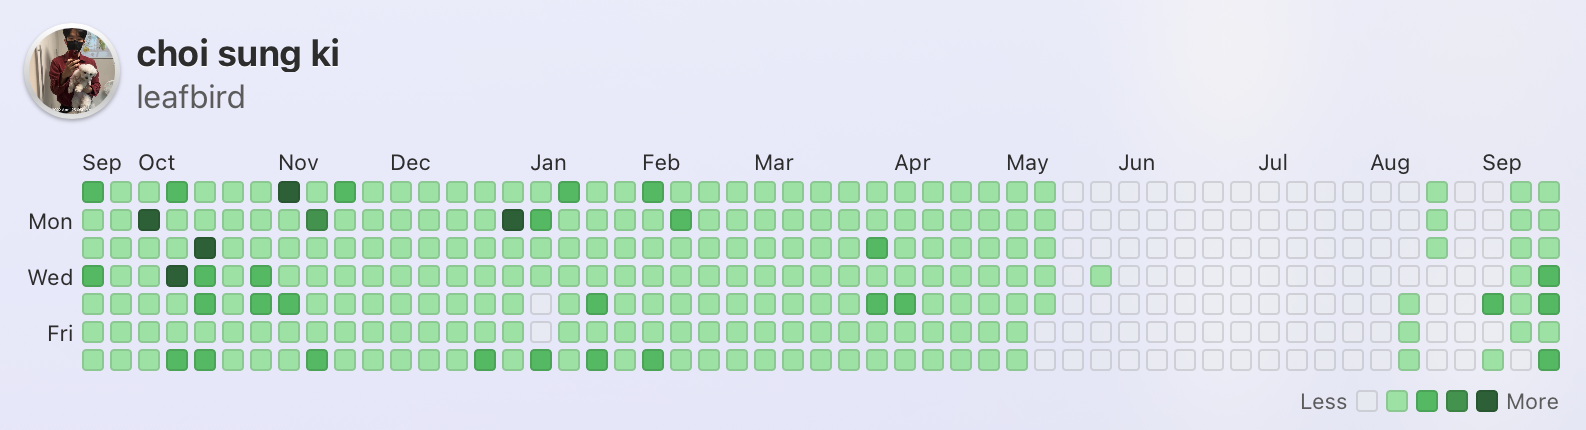 choi sung ki
leafbird
Sep Oct Nov Dec Jan Feb Mar Apr May Jun Jul Aug Sep
Mon
Wed
Fri
Less More